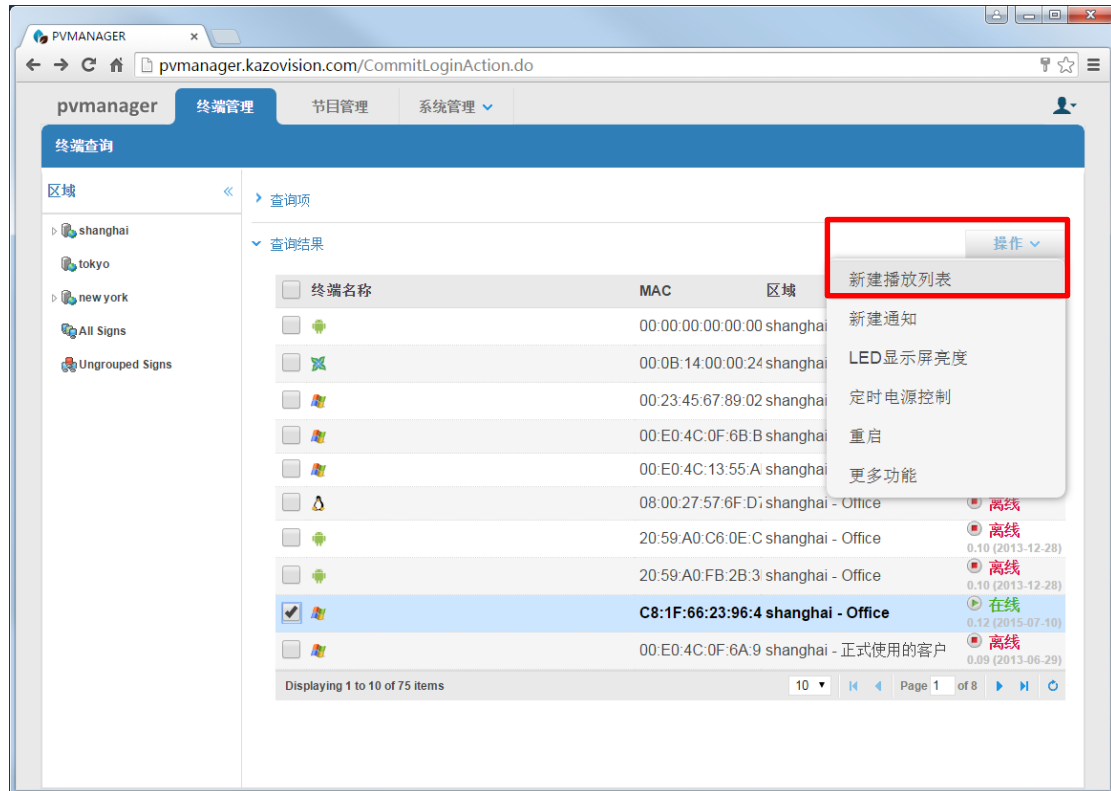 PVMANAGER
pvmanager.kazovision.com/CommitLoginAction.do
pvmanager 终端管理 节目管理 系统管理
终端查询
区域
查询项
shanghai
查询结果 操作
tokyo
新建播放列表
终端名称 MAC 区域
new york
00:00:00:00:00:00 shanghai
新建通知
All Signs
00:0B:14:00:00:24 shanghai
LED显示屏亮度
Ungrouped Signs
00:23:45:67:89:02 shanghai
定时电源控制
00:E0:4C:0F:6B:B shanghai
重启
00:E0:4C:13:55:A shanghai
更多功能
08:00:27:57:6F:D7 shanghai - Office 离线
20:59:A0:C6:0E:C shanghai - Office 离线
0.10 (2013-12-28)
20:59:A0:FB:2B:3 shanghai - Office 离线
0.10 (2013-12-28)
C8:1F:66:23:96:4 shanghai - Office 在线
0.12 (2015-07-10)
00:E0:4C:0F:6A:9 shanghai - 正式使用的客户 离线
0.09 (2013-06-29)
Displaying 1 to 10 of 75 items 10 Page 1 of 8